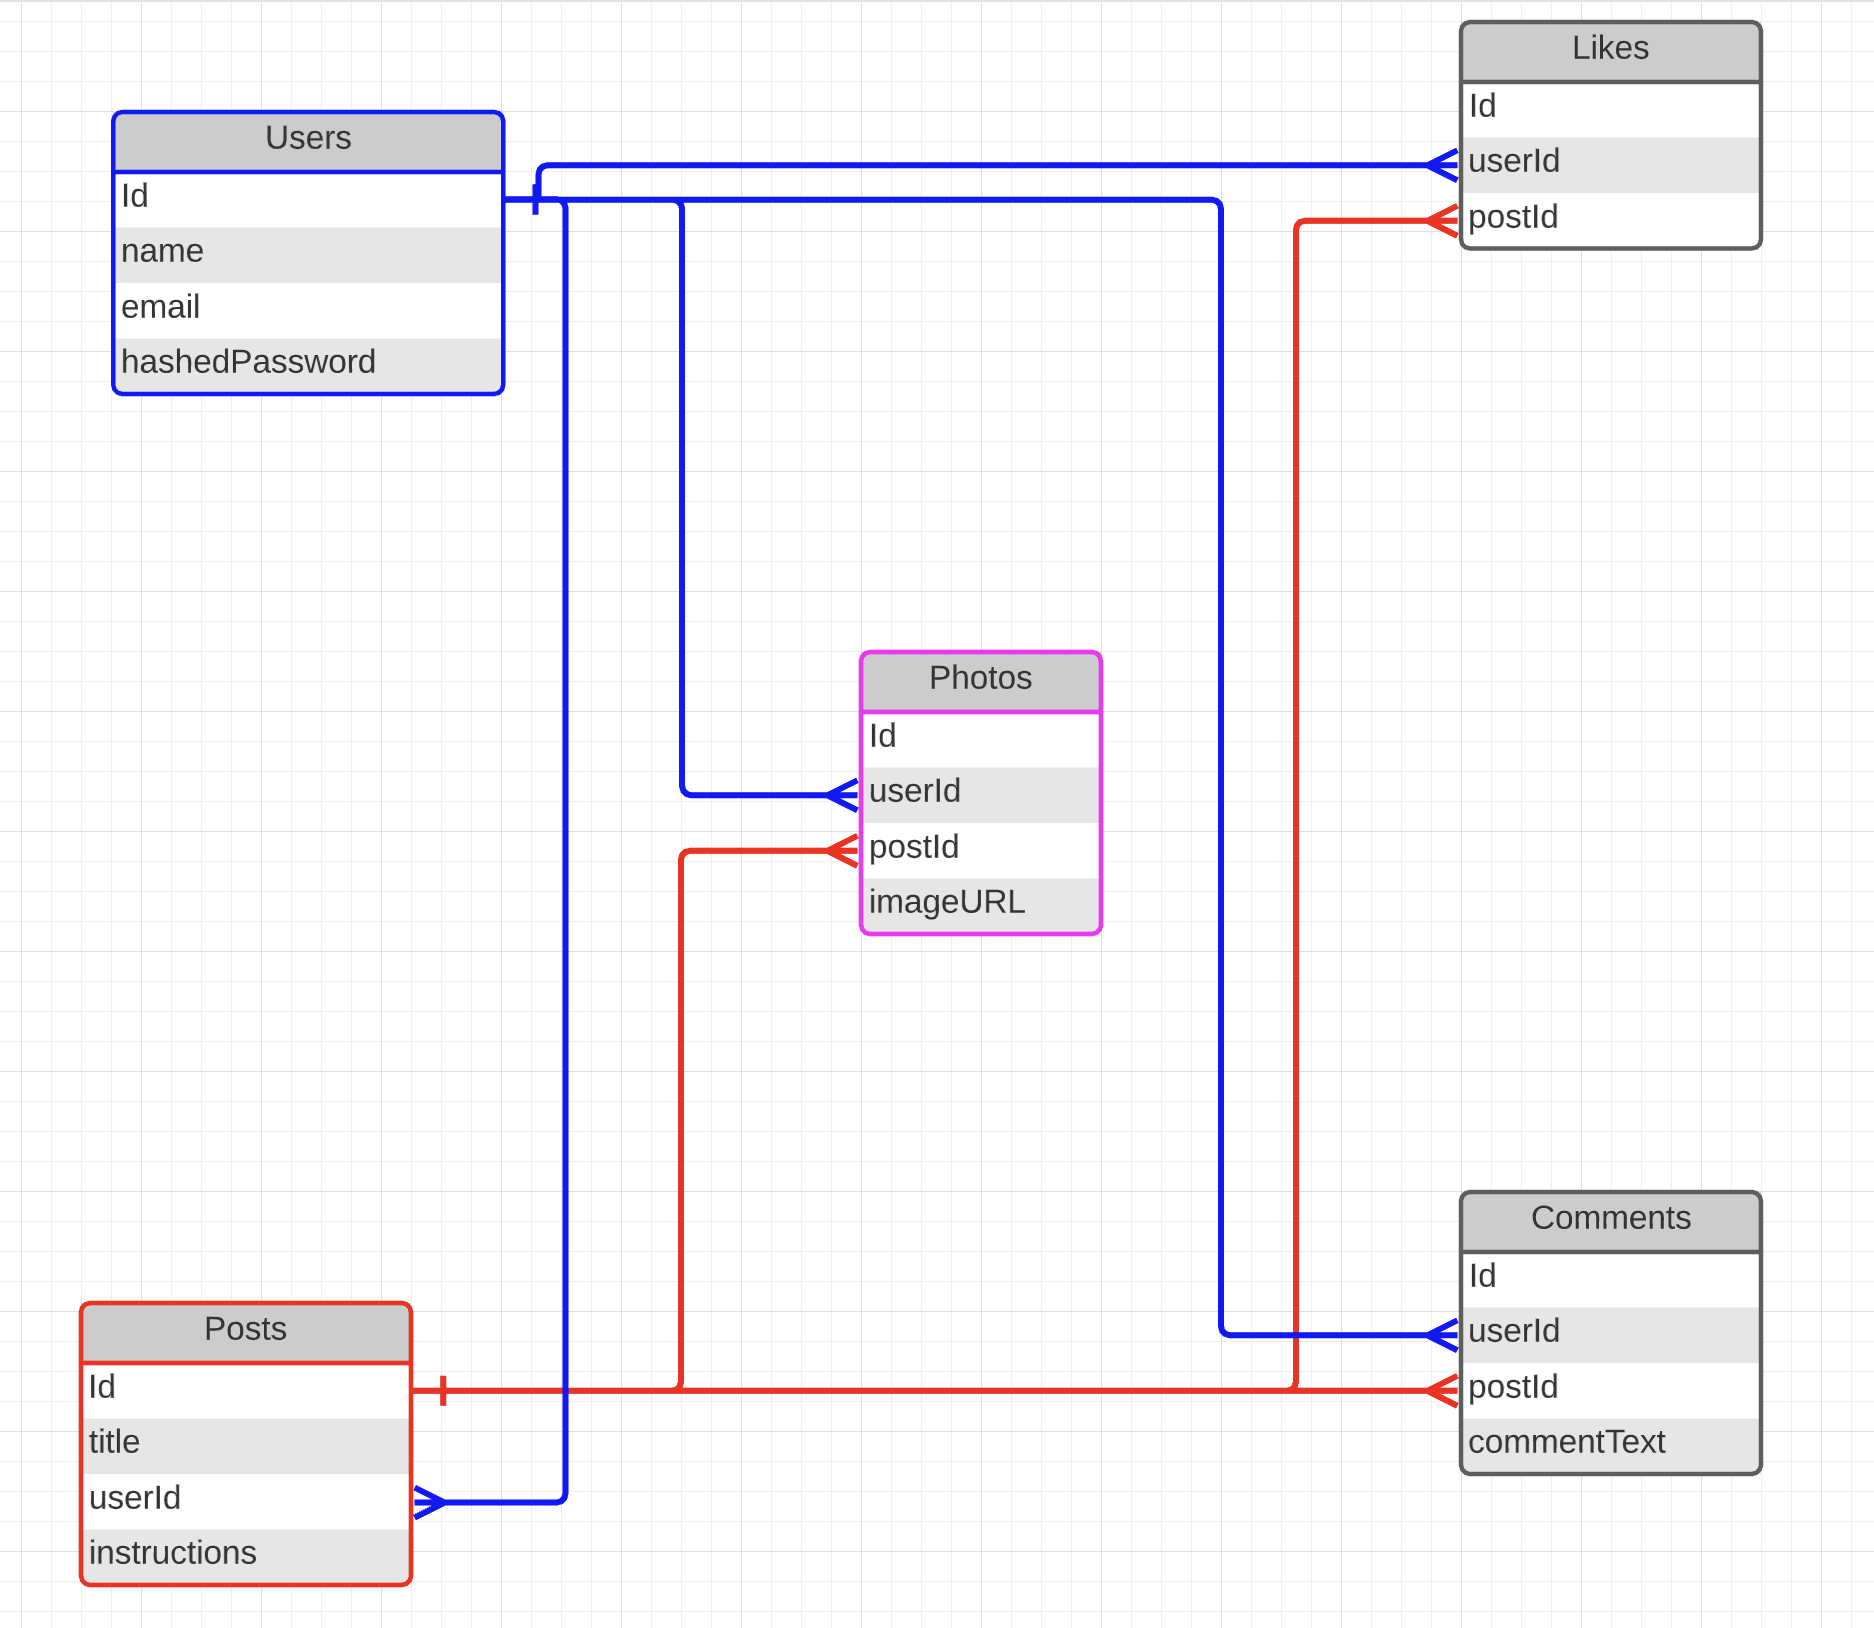 Likes
Id
userId
postId
Users
Id
name
email
hashedPassword
Photos
Id
userId
postId
imageURL
Comments
Id
userId
postId
commentText
Posts
Id
title
userId
instructions